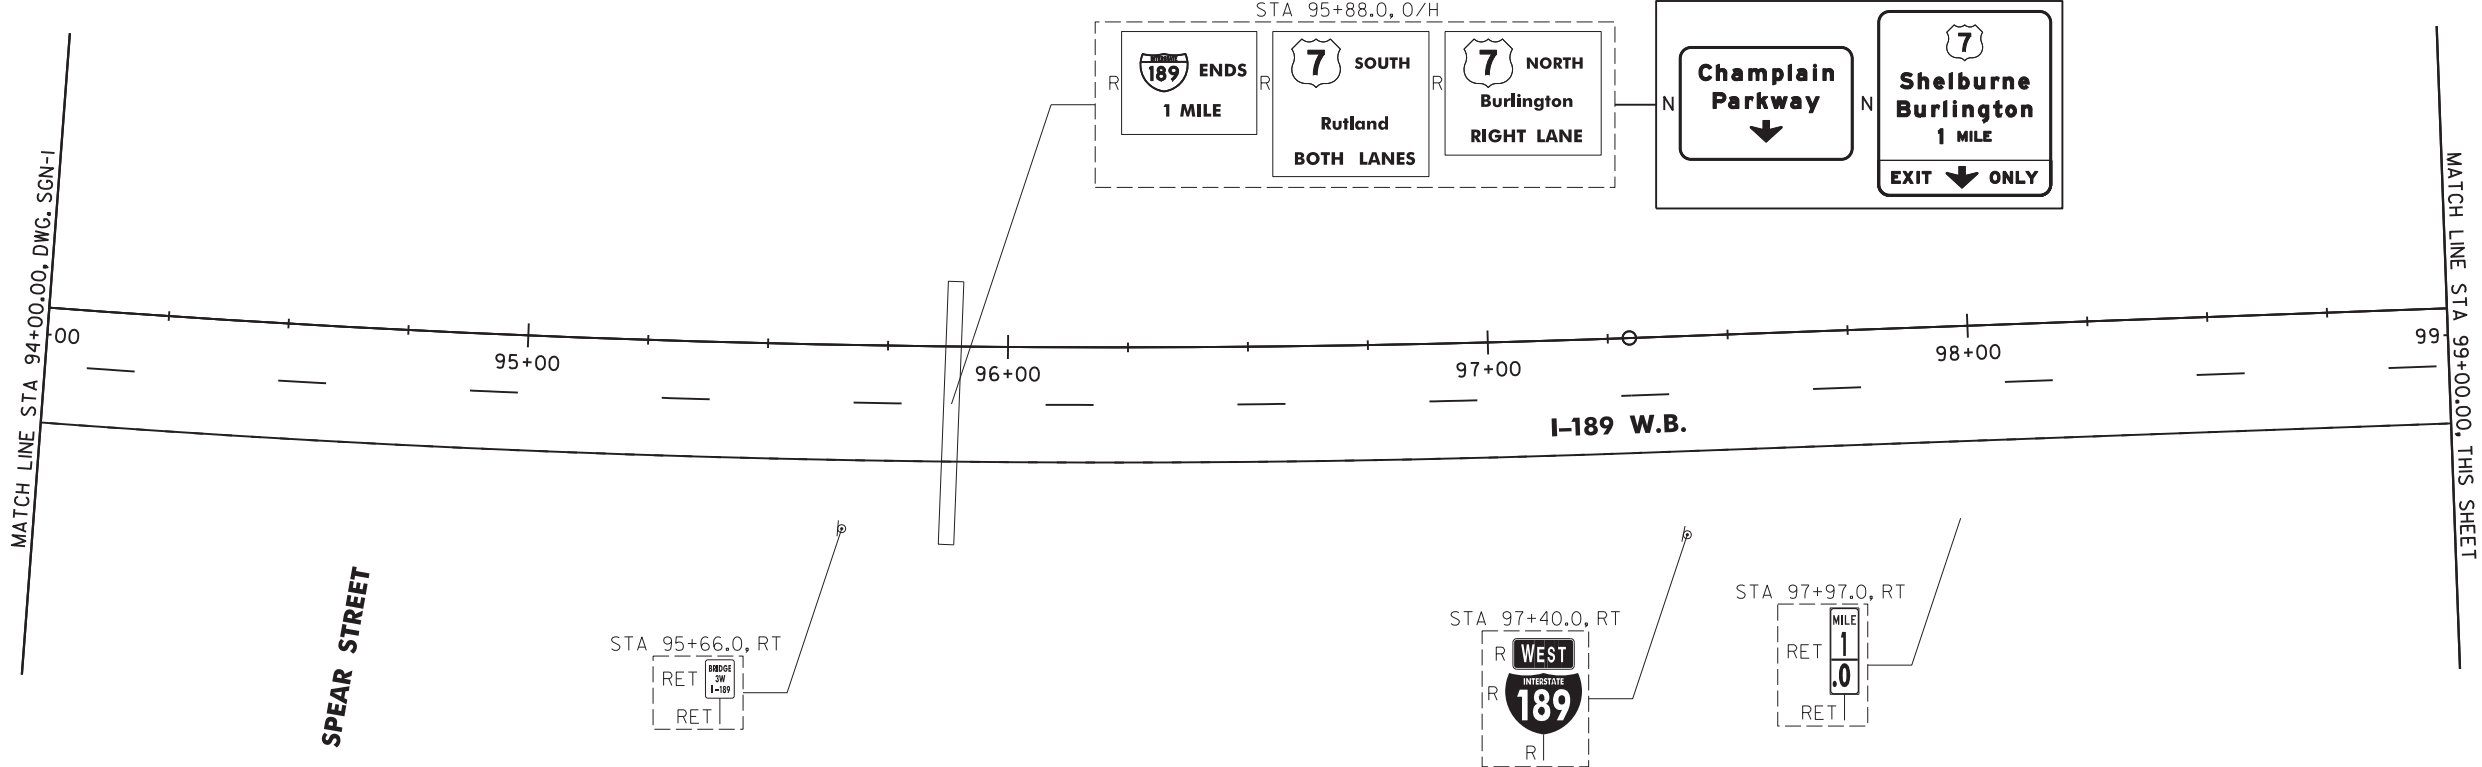 STA 95+88.0, O/H
R
INTERSTATE
189 ENDS
1 MILE
R
7 SOUTH
Rutland
BOTH LANES
R
7 NORTH
Burlington
RIGHT LANE
N
Champlain
Parkway
N
7
Shelburne
Burlington
1 MILE
EXIT ONLY
MATCH LINE STA 94+00.00, DWG. SGN-1
+00
95+00
96+00
97+00
98+00
99+
MATCH LINE STA 99+00.00, THIS SHEET
I-189 W.B.
SPEAR STREET
STA 95+66.0, RT
RET
BRIDGE
3W
I-189
RET
STA 97+40.0, RT
R WEST
R
INTERSTATE
189
R
STA 97+97.0, RT
RET
MILE
1
.0
RET